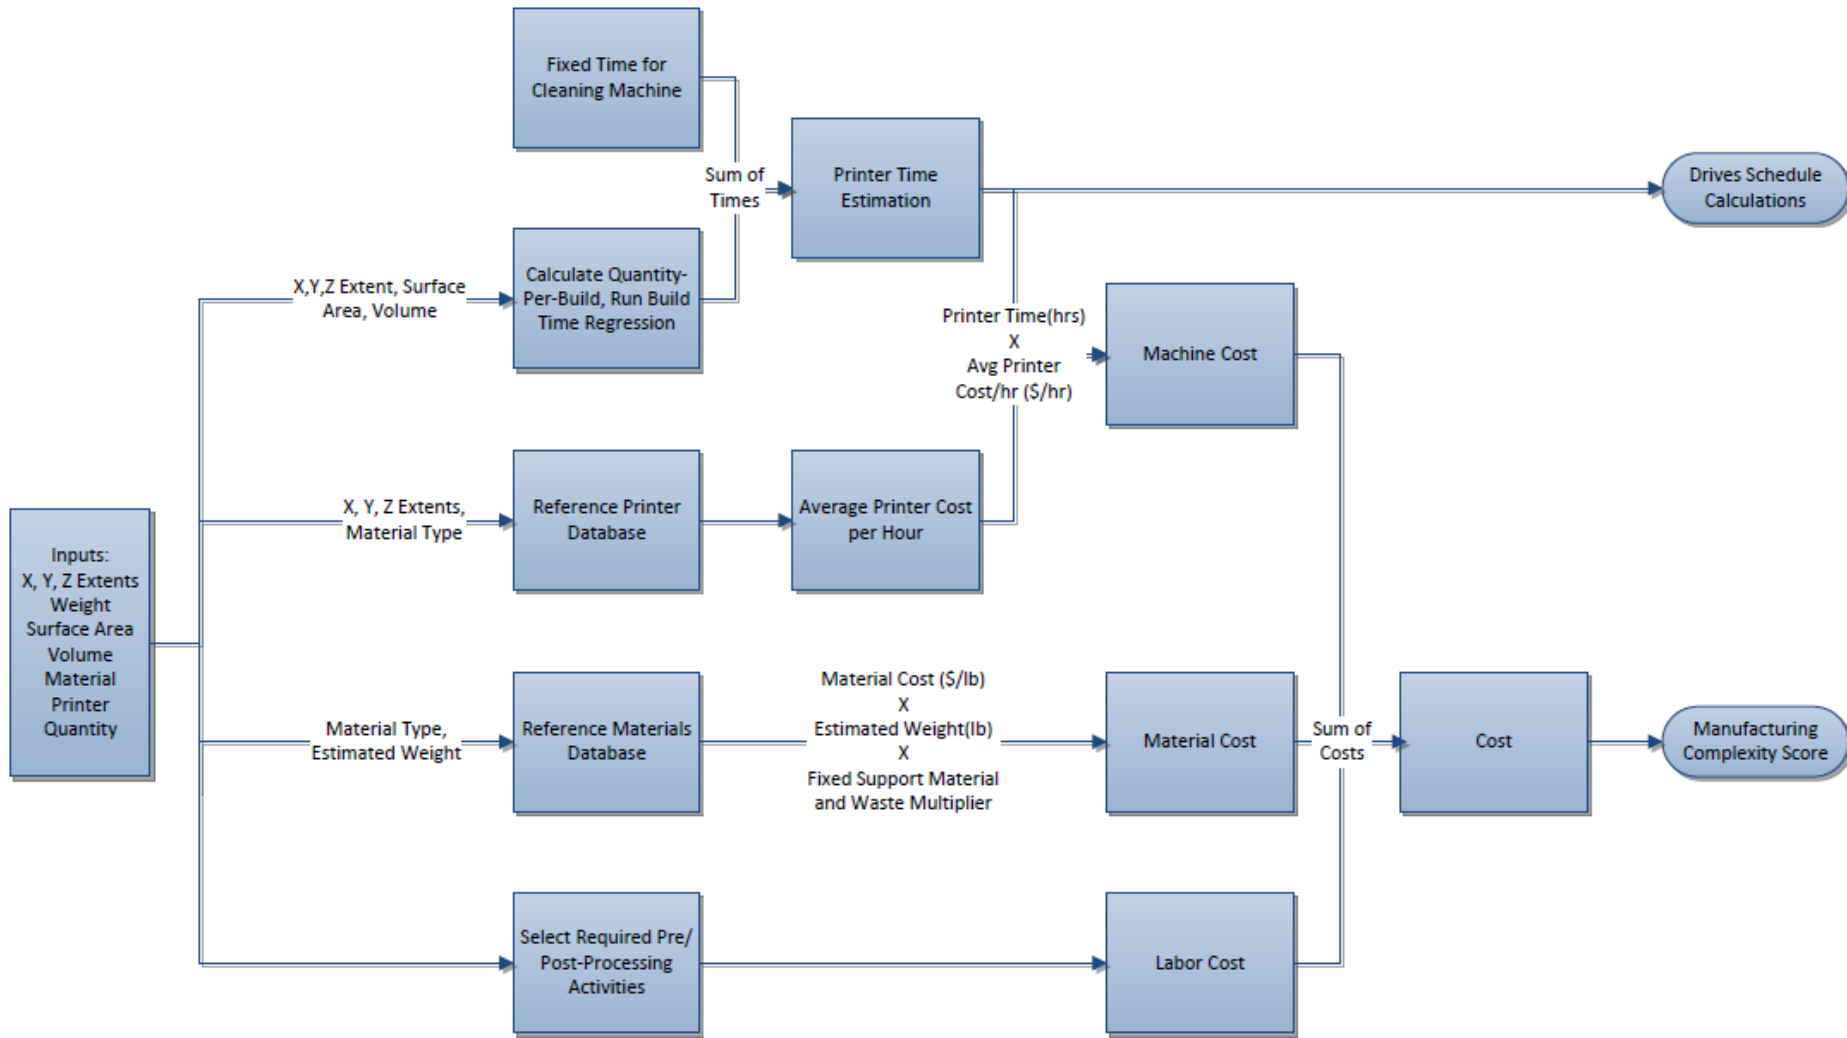 Fixed Time for
Cleaning Machine
Sum of
Times
Printer Time
Estimation
Drives Schedule
Calculations
X,Y,Z Extent, Surface
Area, Volume
Calculate Quantity-
Per-Build, Run Build
Time Regression
Printer Time(hrs)
X
Avg Printer
Cost/hr ($/hr)
Machine Cost
X, Y, Z Extents,
Material Type
Reference Printer
Database
Average Printer Cost
per Hour
Inputs:
X, Y, Z Extents
Weight
Surface Area
Volume
Material
Printer
Quantity
Material Type,
Estimated Weight
Reference Materials
Database
Material Cost ($/lb)
X
Estimated Weight(lb)
X
Fixed Support Material
and Waste Multiplier
Material Cost
Sum of
Costs
Cost
Manufacturing
Complexity Score
Select Required Pre/
Post-Processing
Activities
Labor Cost